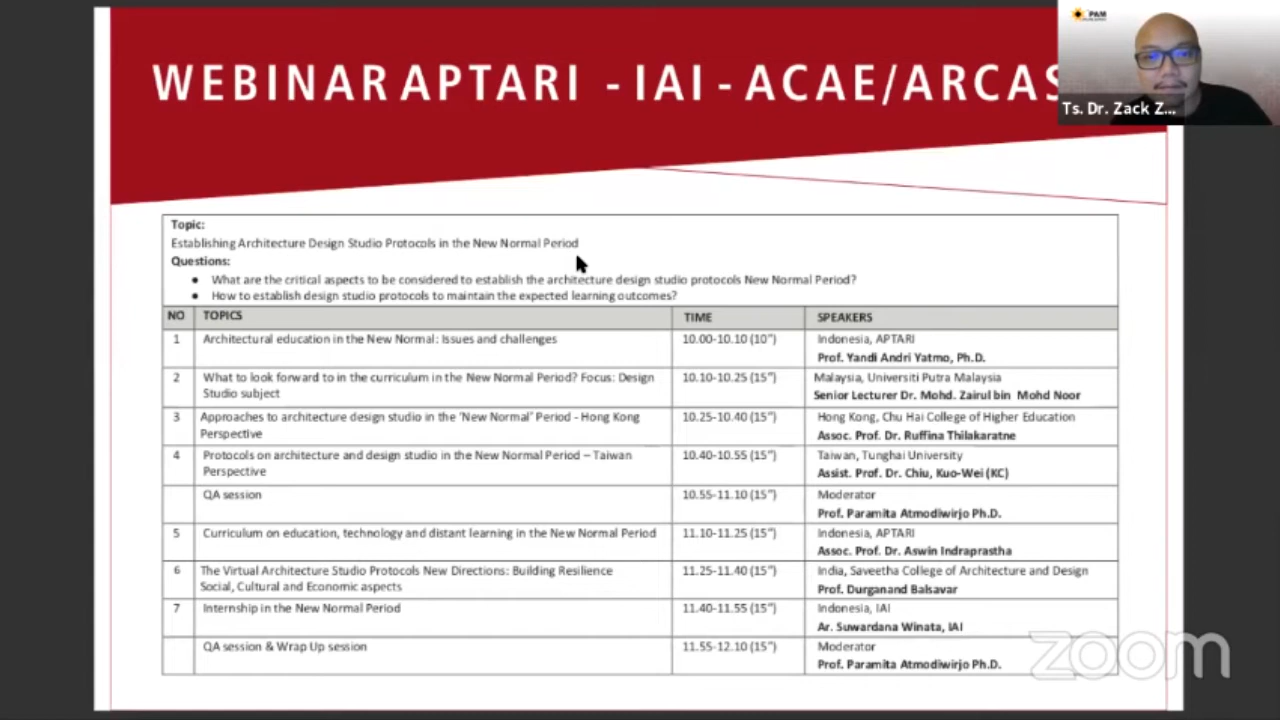 WEBINAR APTARI - IAI - ACAE/ARCAS
PAM
Ts. Dr. Zack Z...
Topic:
Establishing Architecture Design Studio Protocols in the New Normal Period
Questions:
• What are the critical aspects to be considered to establish the architecture design studio protocols New Normal Period?
• How to establish design studio protocols to maintain the expected learning outcomes?
NO TOPICS TIME SPEAKERS
1 Architectural education in the New Normal: Issues and challenges 10.00-10.10 (10") Indonesia, APTARI
Prof. Yandi Andri Yatmo, Ph.D.
2 What to look forward to in the curriculum in the New Normal Period? Focus: Design 10.10-10.25 (15") Malaysia, Universiti Putra Malaysia
Studio subject Senior Lecturer Dr. Mohd. Zairul bin Mohd Noor
3 Approaches to architecture design studio in the 'New Normal' Period - Hong Kong 10.25-10.40 (15") Hong Kong, Chu Hai College of Higher Education
Perspective Assoc. Prof. Dr. Ruffina Thilakaratne
4 Protocols on architecture and design studio in the New Normal Period – Taiwan 10.40-10.55 (15") Taiwan, Tunghai University
Perspective Assist. Prof. Dr. Chiu, Kuo-Wei (KC)
QA session 10.55-11.10 (15") Moderator
Prof. Paramita Atmodiwirjo Ph.D.
5 Curriculum on education, technology and distant learning in the New Normal Period 11.10-11.25 (15") Indonesia, APTARI
Assoc. Prof. Dr. Aswin Indraprastha
6 The Virtual Architecture Studio Protocols New Directions: Building Resilience 11.25-11.40 (15") India, Saveetha College of Architecture and Design
Social, Cultural and Economic aspects Prof. Durganand Balsavar
7 Internship in the New Normal Period 11.40-11.55 (15") Indonesia, IAI
Ar. Suwardana Winata, IAI
QA session & Wrap Up session 11.55-12.10 (15") Moderator
Prof. Paramita Atmodiwirjo Ph.D.
zoom